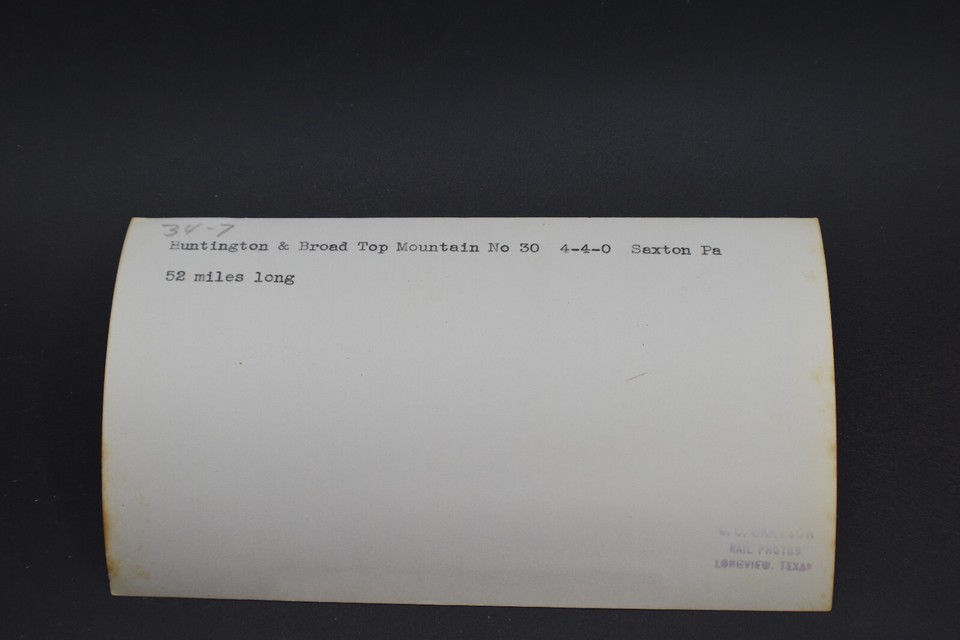 34-7
Huntington & Broad Top Mountain No 30 4-4-0 Saxton Pa
52 miles long
RAIL PHOTOS
LONGVIEW, TEXAS